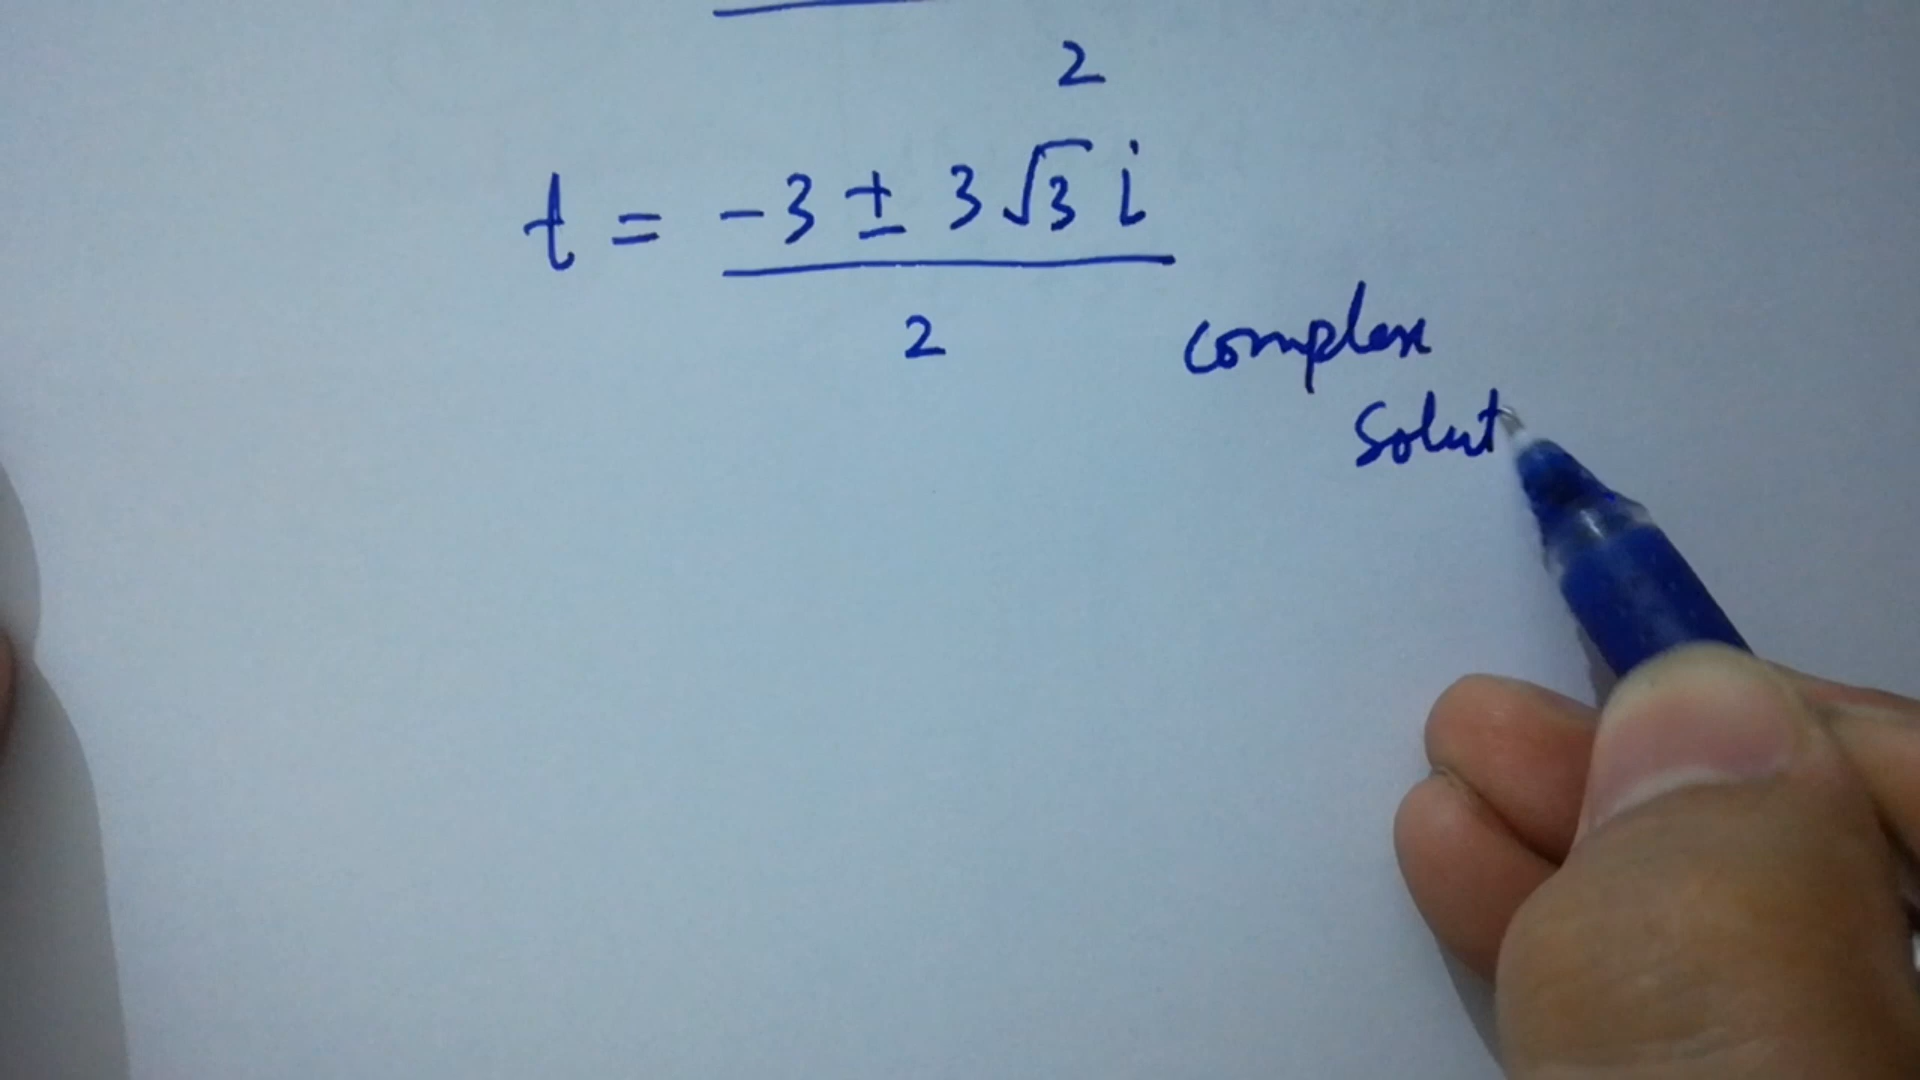 2
t = -3 ± 3√3 i
2
complex
Solut